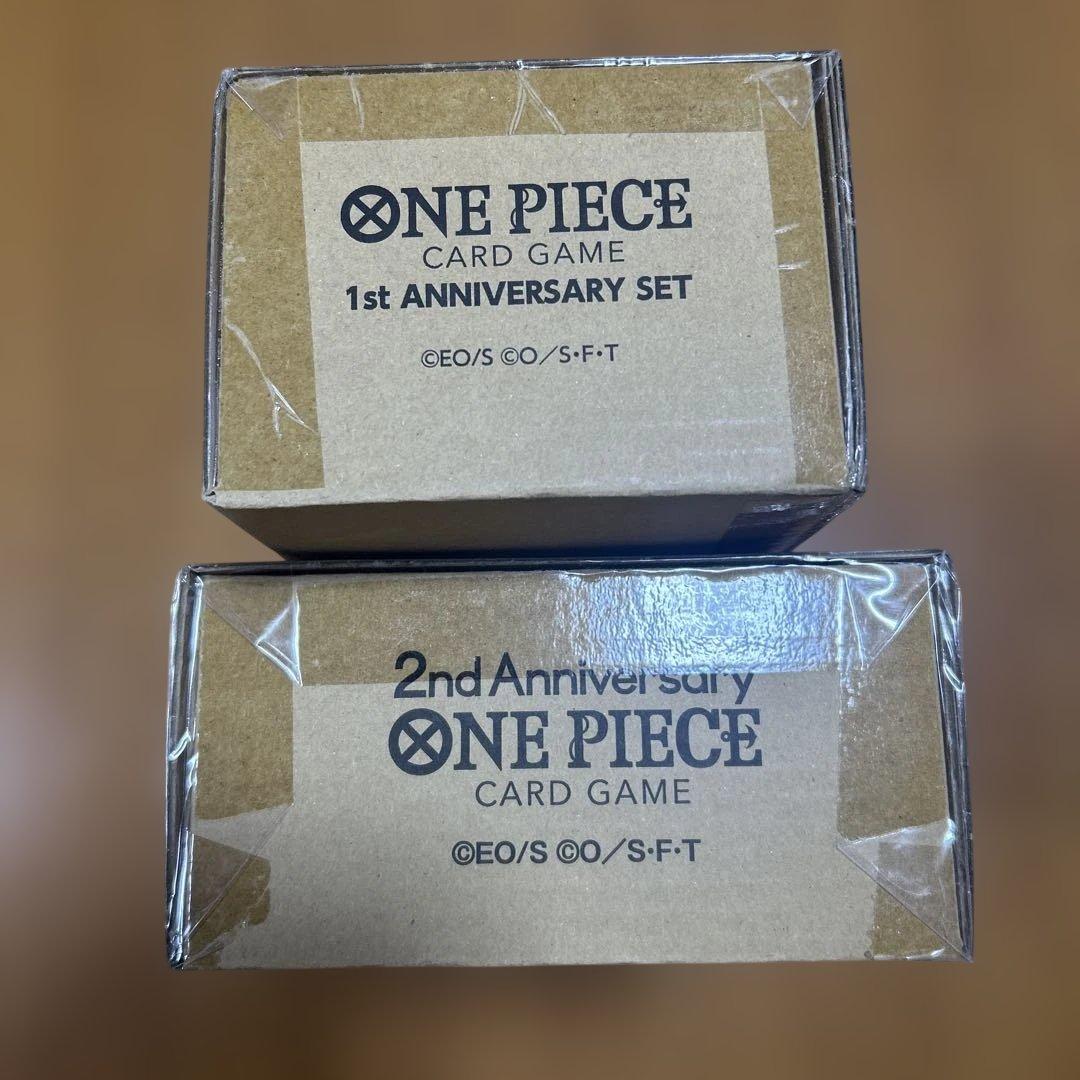 ONE PIECE
CARD GAME
1st ANNIVERSARY SET
©EO/S ©O/S・F・T
2nd Anniversary
ONE PIECE
CARD GAME
©EO/S ©O/S・F・T